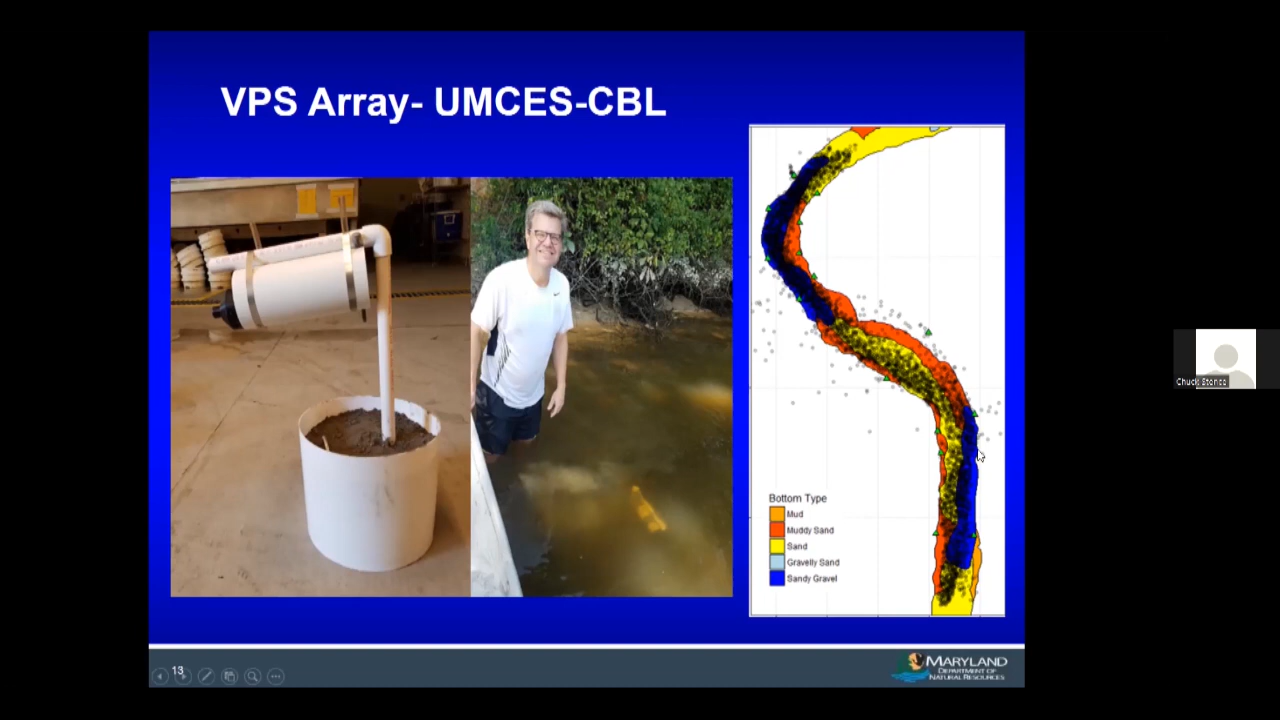 VPS Array- UMCES-CBL
Bottom Type
Mud
Muddy Sand
Sand
Gravelly Sand
Sandy Gravel
Chuck Stence
13
MARYLAND
DEPARTMENT OF
NATURAL RESOURCES